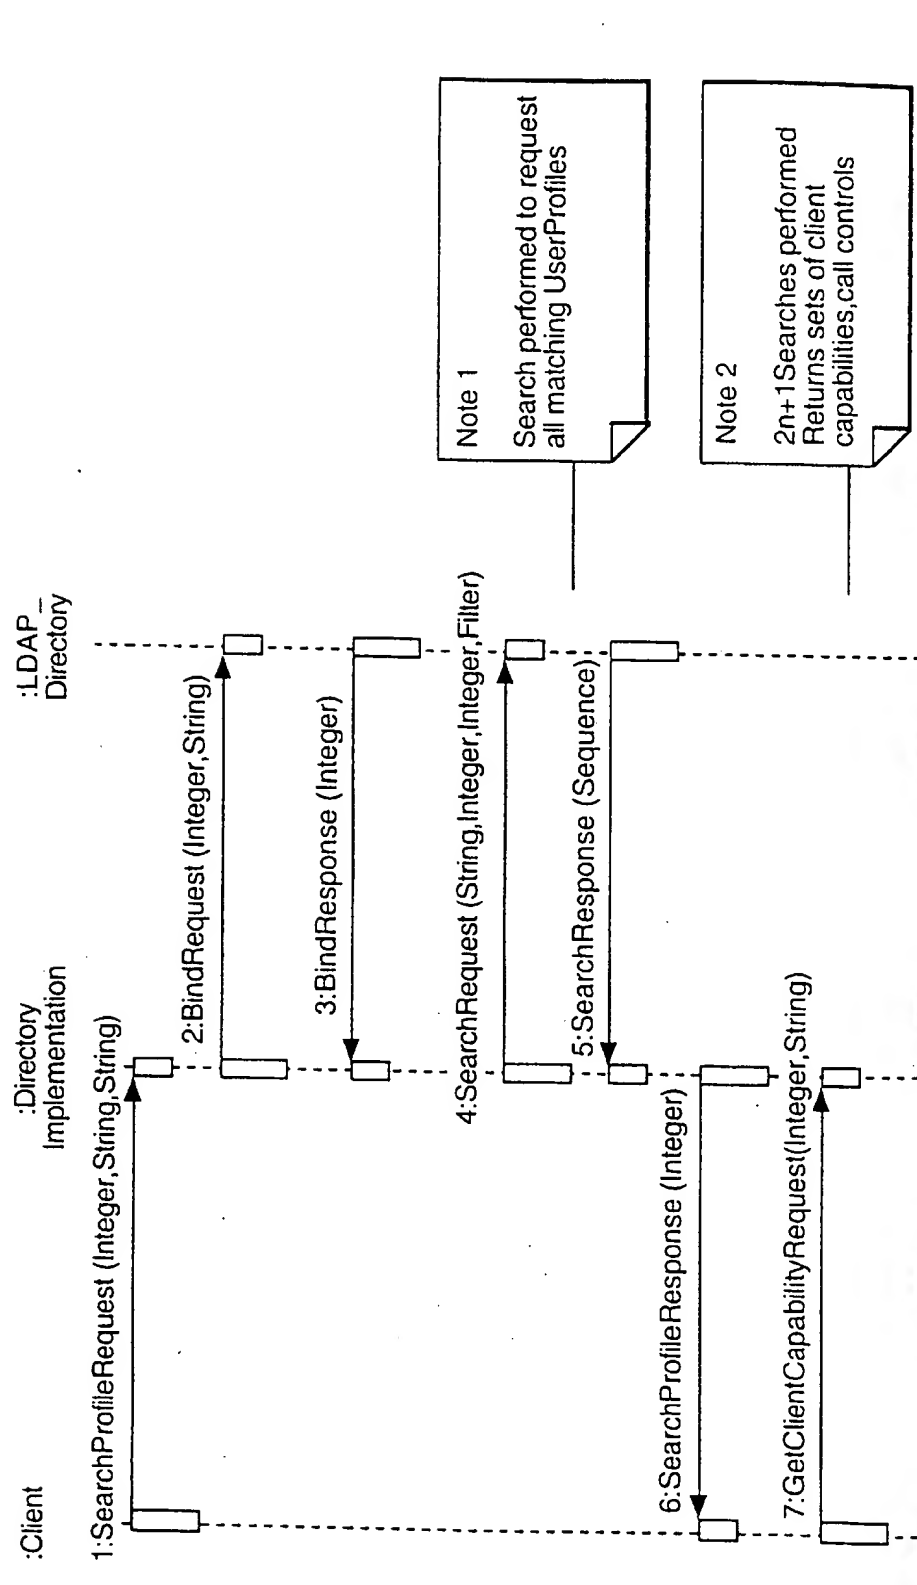 :Client
:Directory
Implementation
:LDAP_
Directory
1:SearchProfileRequest (Integer,String,String)
2:BindRequest (Integer,String)
3:BindResponse (Integer)
4:SearchRequest (String,Integer,Integer,Filter)
Note 1
Search performed to request
all matching UserProfiles
5:SearchResponse (Sequence)
6:SearchProfileResponse (Integer)
7:GetClientCapabilityRequest(Integer,String)
Note 2
2n+1Searches performed
Returns sets of client
capabilities,call controls